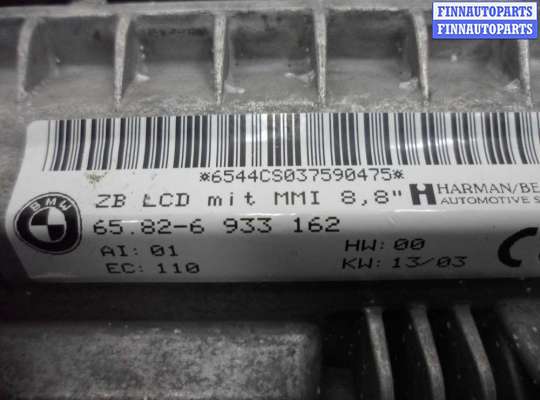 FINNAUTOPARTS
FINNAUTOPARTS
*6544CS037590475*
ZB LCD mit MMI 8,8"
HARMAN/BE
AUTOMOTIVE S
BMW
65.82-6 933 162
AI: 01
HW: 00
EC: 110
KW: 13/03